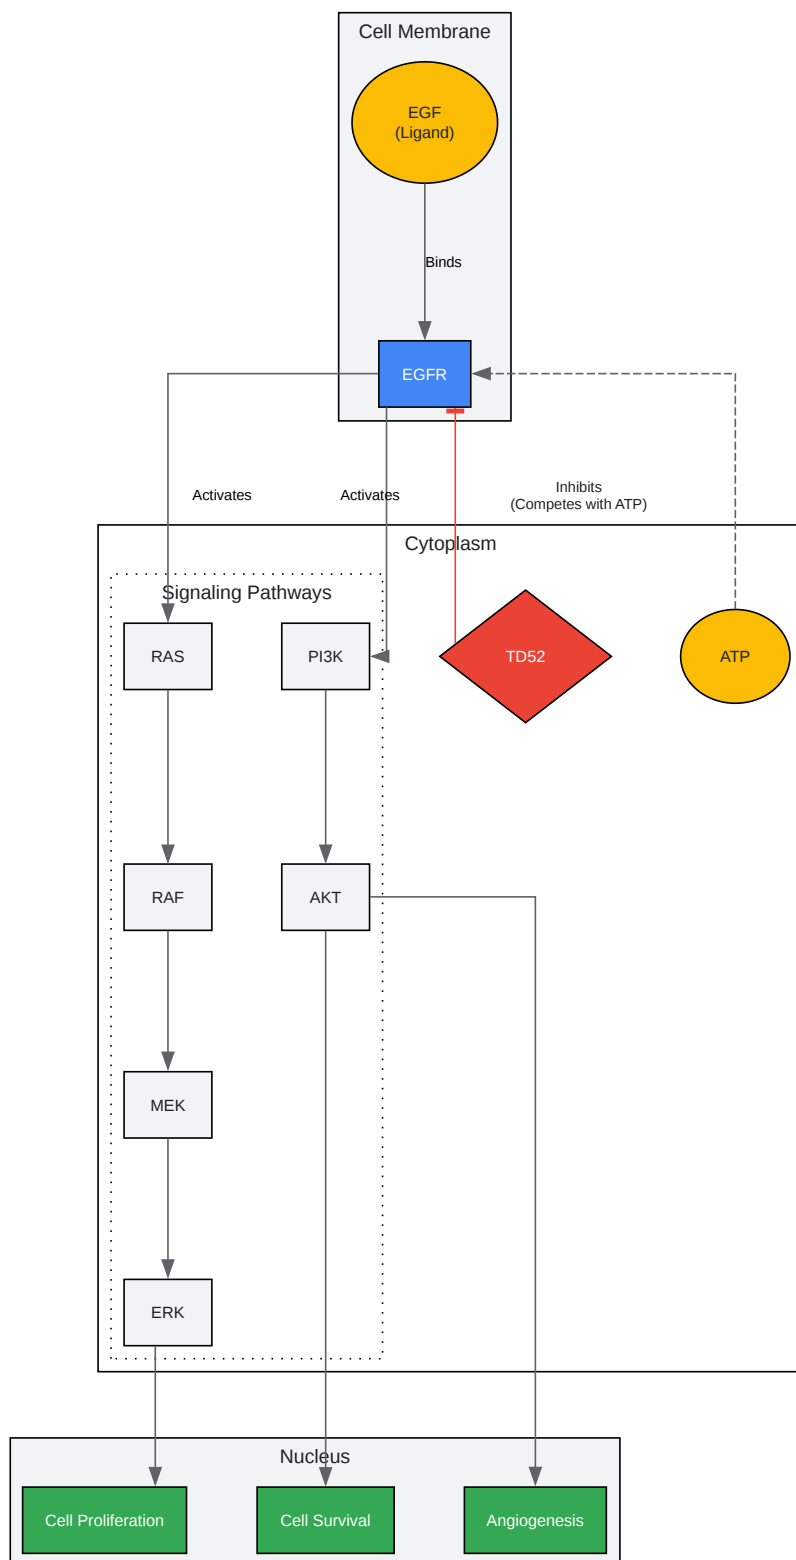 Cell Membrane
EGF
(Ligand)
Binds
EGFR
Activates
Activates
Inhibits
(Competes with ATP)
Cytoplasm
Signaling Pathways
RAS
PI3K
TD52
ATP
RAF
AKT
MEK
ERK
Nucleus
Cell Proliferation
Cell Survival
Angiogenesis